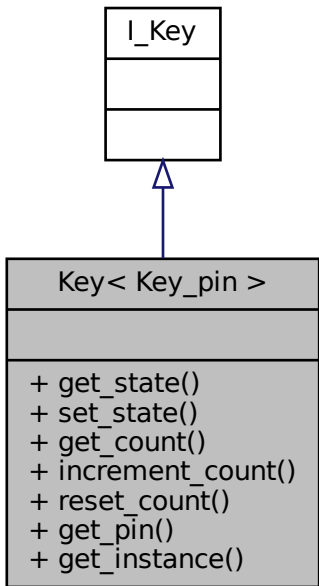 I_Key
Key< Key_pin >
+ get_state()
+ set_state()
+ get_count()
+ increment_count()
+ reset_count()
+ get_pin()
+ get_instance()